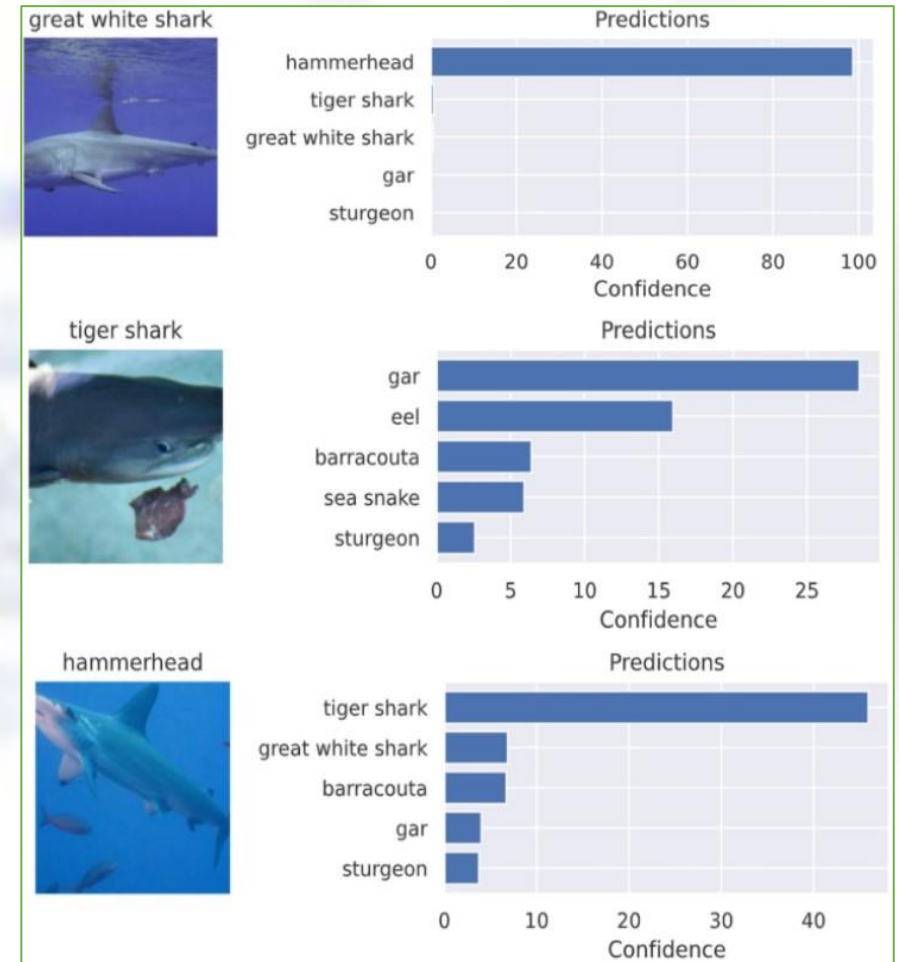 great white shark
Predictions
hammerhead
tiger shark
great white shark
gar
sturgeon
0 20 40 60 80 100
Confidence
tiger shark
Predictions
gar
eel
barracouta
sea snake
sturgeon
0 5 10 15 20 25
Confidence
hammerhead
Predictions
tiger shark
great white shark
barracouta
gar
sturgeon
0 10 20 30 40
Confidence